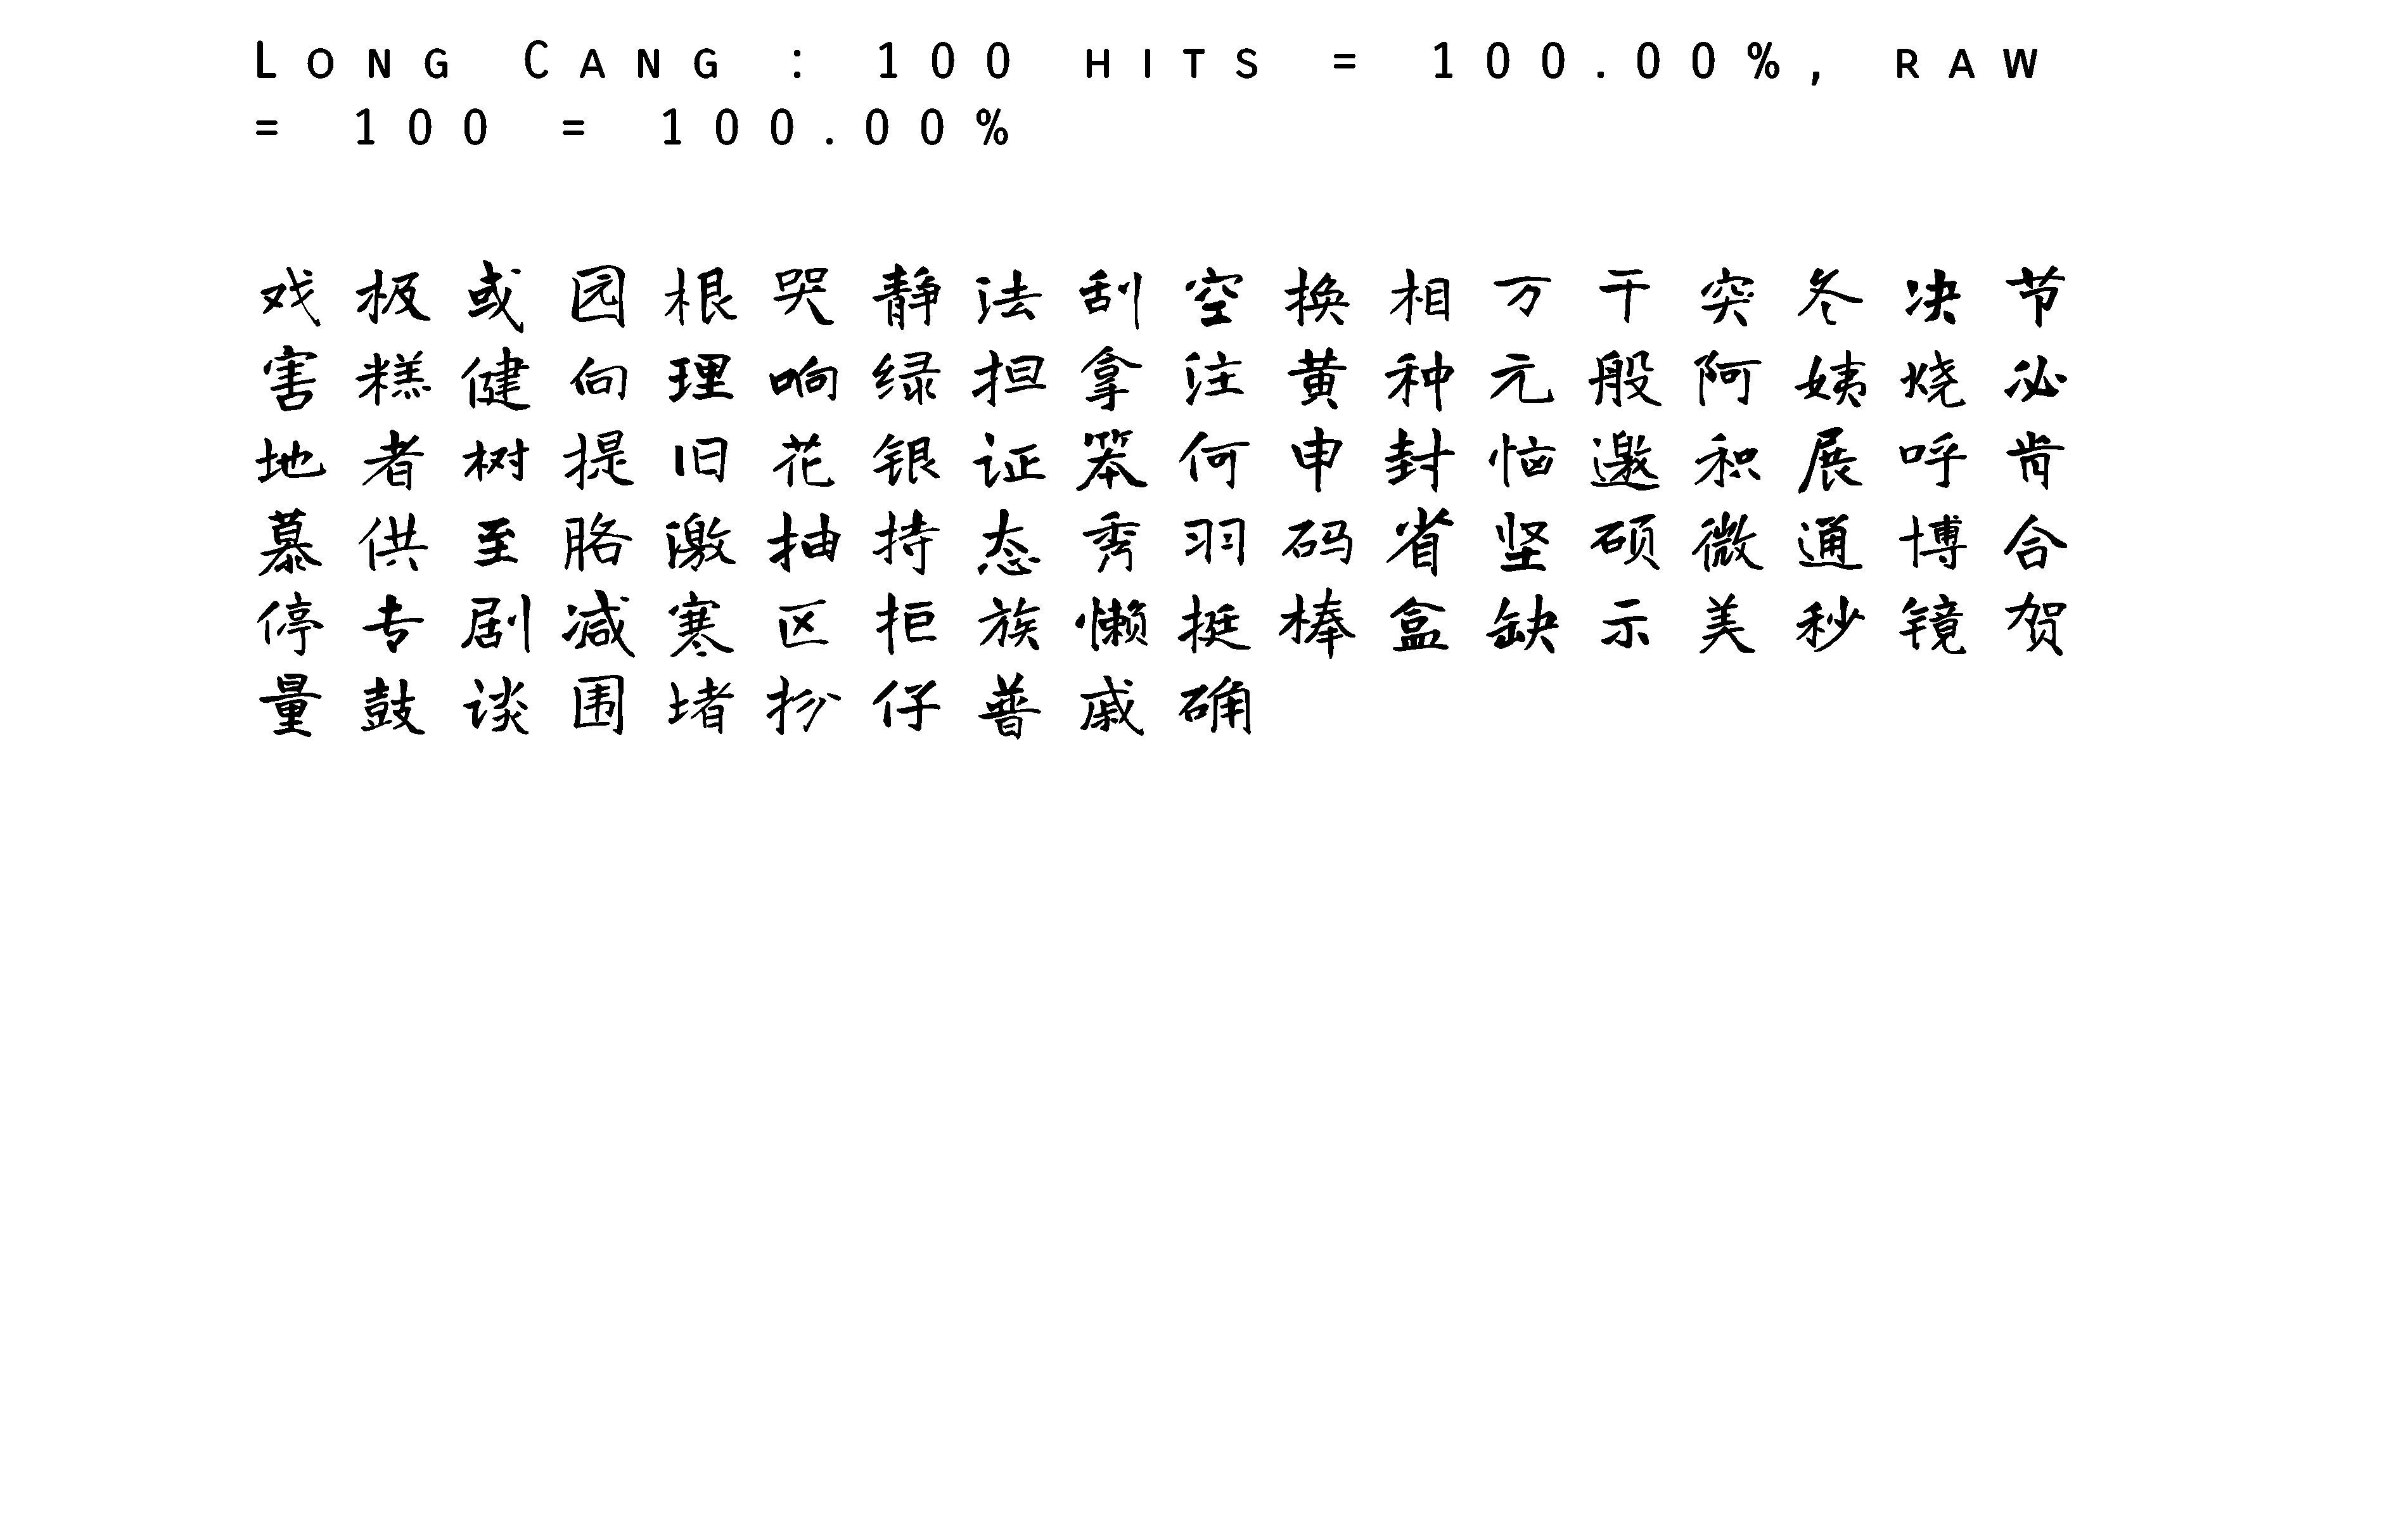 Long Cang : 100 hits = 100.00%, raw
= 100 = 100.00%
戏极或园根哭静法刮空换相万干突冬决节
害糕健向理响绿担拿注黄种元般阿姨烧必
地者树提旧花银证笨何申封恼邀和展呼肯
慕供至胳激抽持态秀羽码省坚硕微通博合
停专剧减寒区拒族懒挺棒盒缺示美秒镜贺
量鼓谈围堵扮仔普戚确